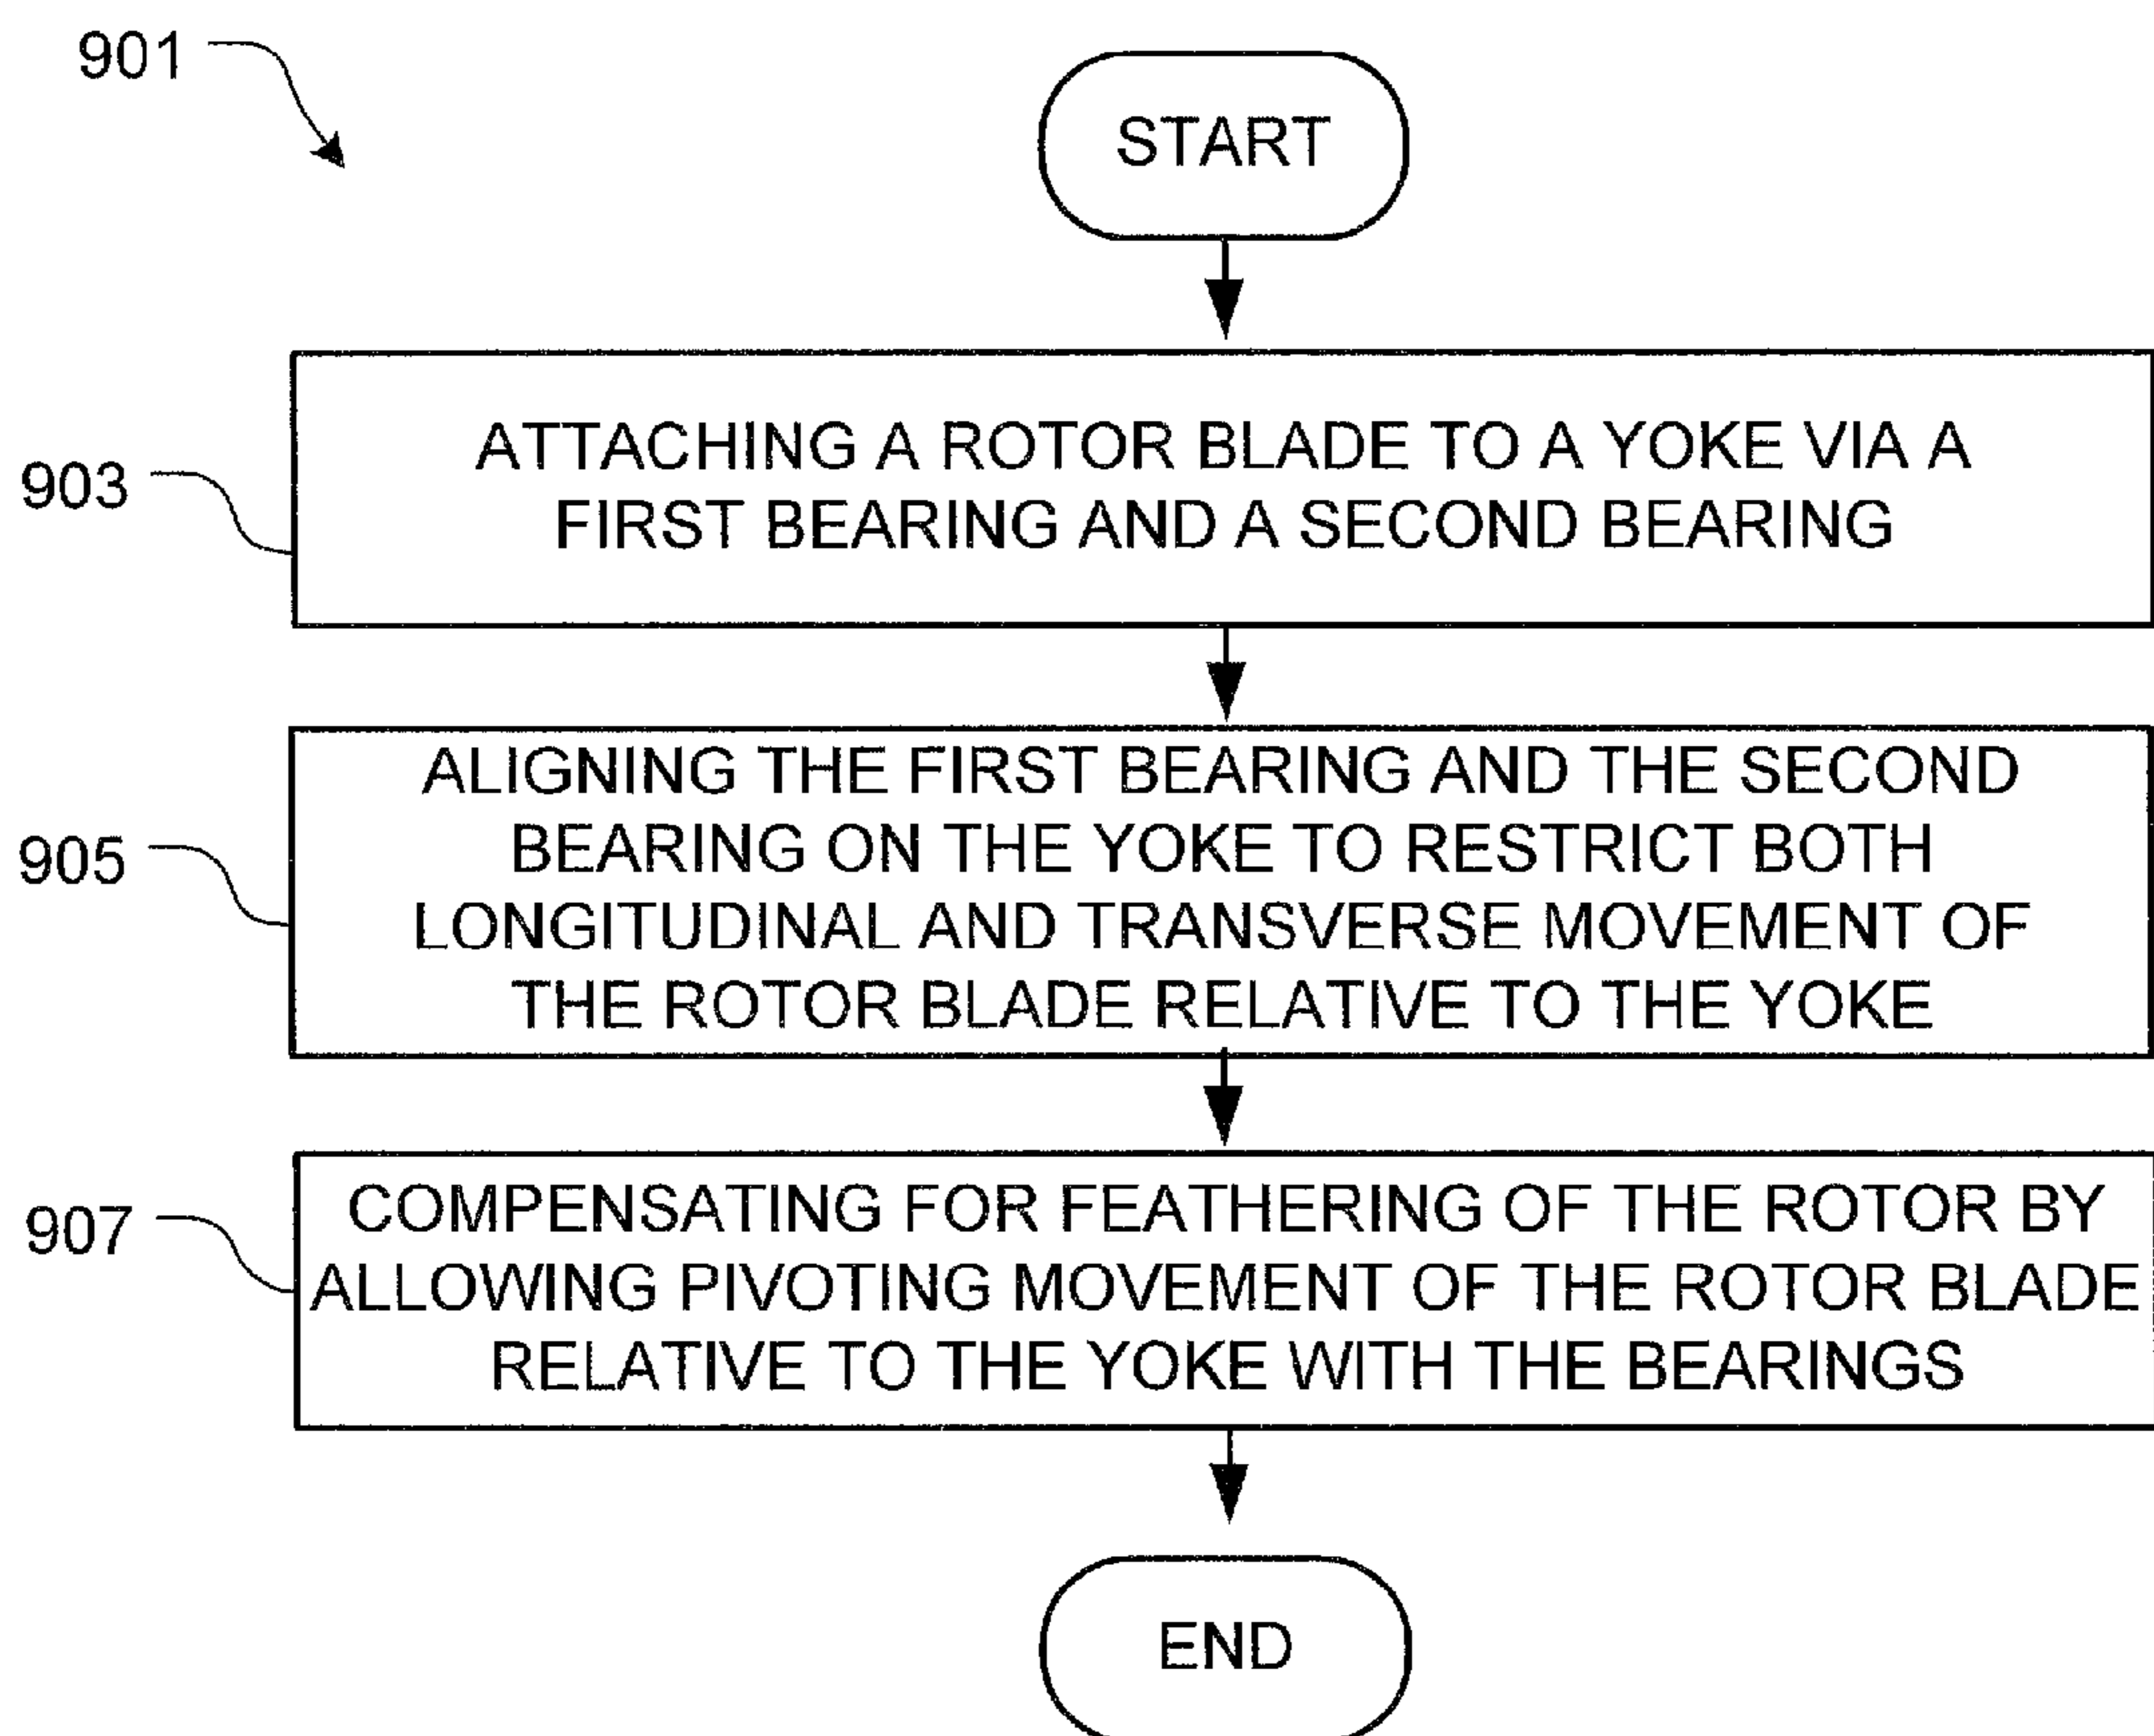 901
START
903
ATTACHING A ROTOR BLADE TO A YOKE VIA A
FIRST BEARING AND A SECOND BEARING
905
ALIGNING THE FIRST BEARING AND THE SECOND
BEARING ON THE YOKE TO RESTRICT BOTH
LONGITUDINAL AND TRANSVERSE MOVEMENT OF
THE ROTOR BLADE RELATIVE TO THE YOKE
907
COMPENSATING FOR FEATHERING OF THE ROTOR BY
ALLOWING PIVOTING MOVEMENT OF THE ROTOR BLADE
RELATIVE TO THE YOKE WITH THE BEARINGS
END